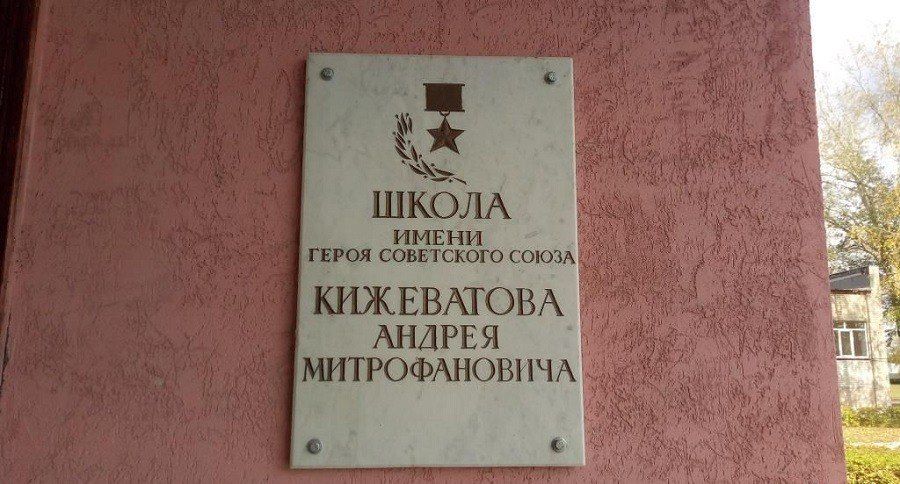 ШКОЛА
ИМЕНИ
ГЕРОЯ СОВЕТСКОГО СОЮЗА
КИЖЕВАТОВА
АНДРЕЯ
МИТРОФАНОВИЧА